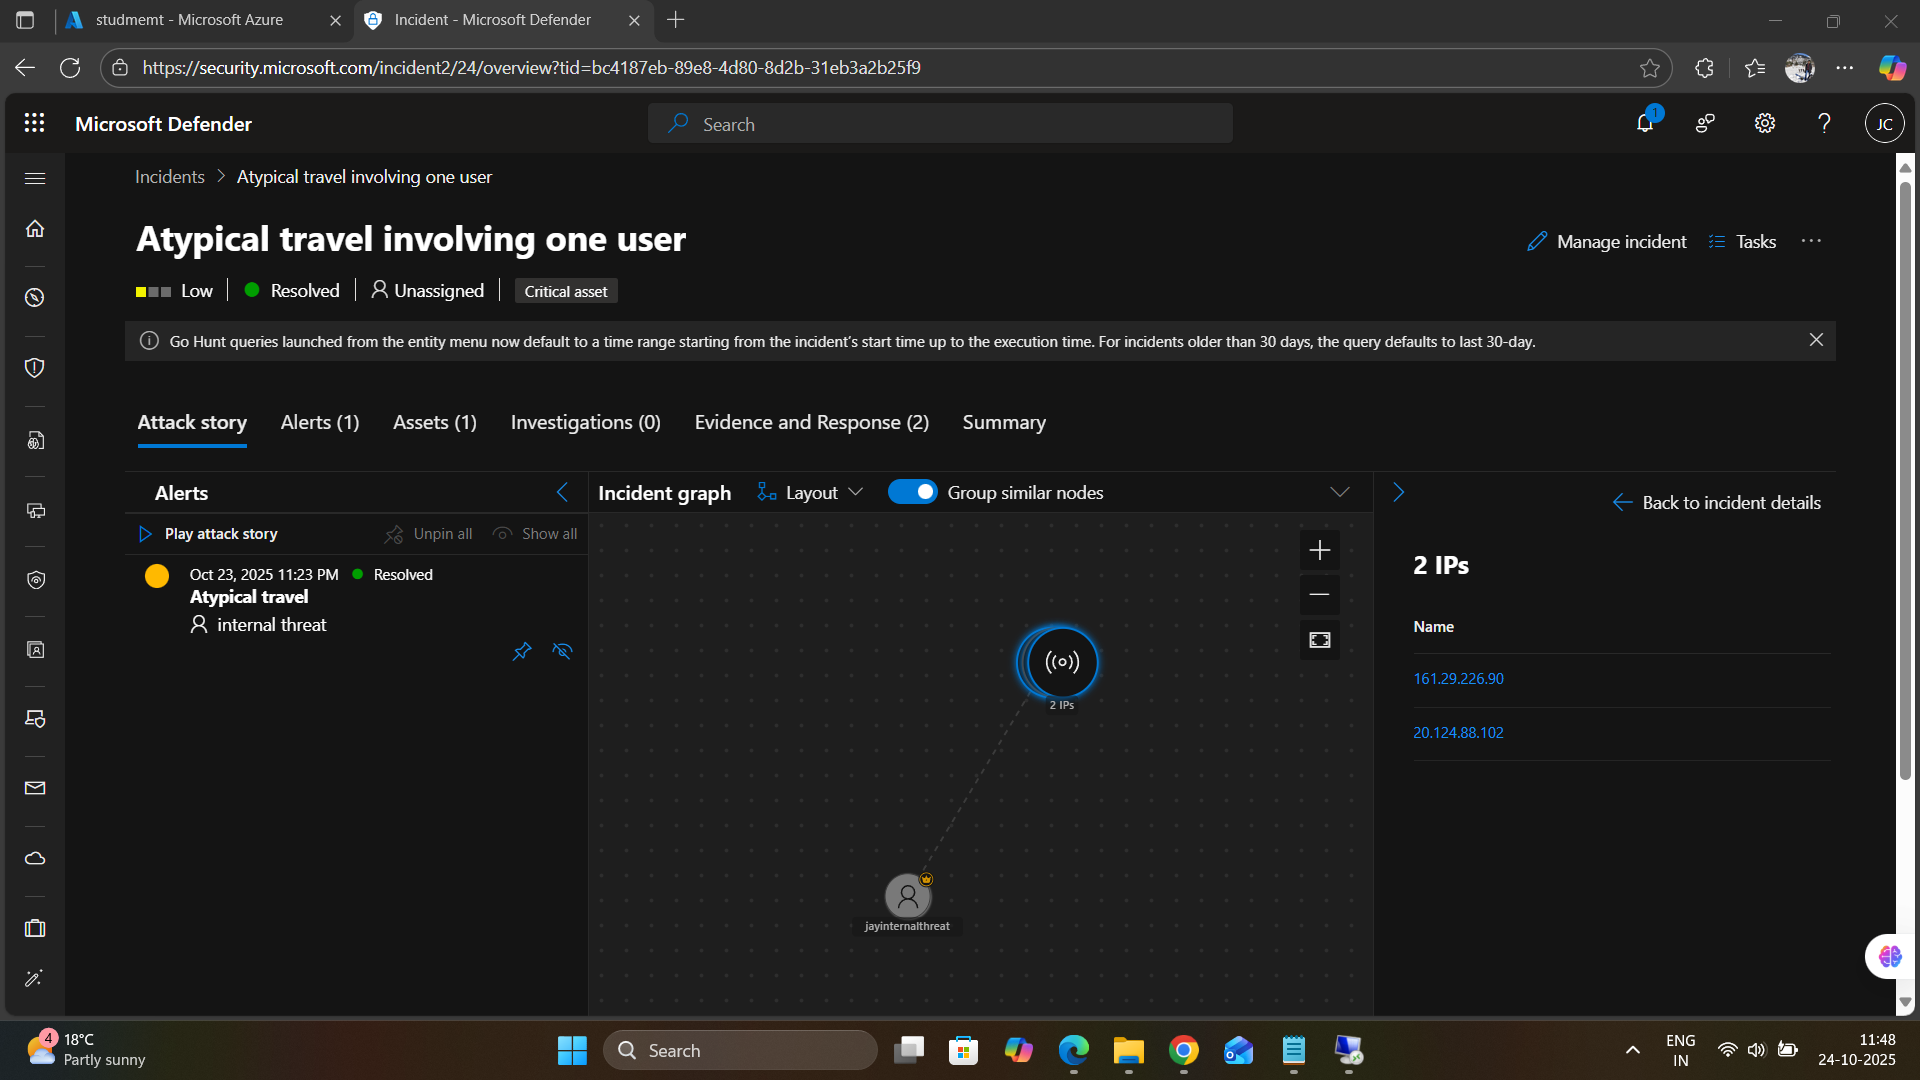 studmemt - Microsoft Azure
Incident - Microsoft Defender
https://security.microsoft.com/incident2/24/overview?tid=bc4187eb-89e8-4d80-8d2b-31eb3a2b25f9
Microsoft Defender
Search
1
JC
Incidents > Atypical travel involving one user
Atypical travel involving one user
Manage incident
Tasks
Low
Resolved
Unassigned
Critical asset
Go Hunt queries launched from the entity menu now default to a time range starting from the incident's start time up to the execution time. For incidents older than 30 days, the query defaults to last 30-day.
Attack story
Alerts (1)
Assets (1)
Investigations (0)
Evidence and Response (2)
Summary
Alerts
Play attack story
Unpin all
Show all
Oct 23, 2025 11:23 PM
Resolved
Atypical travel
internal threat
Incident graph
Layout
Group similar nodes
2 IPs
jayinternalthreat
Back to incident details
2 IPs
Name
161.29.226.90
20.124.88.102
4
18°C
Partly sunny
Search
ENG
IN
11:48
24-10-2025